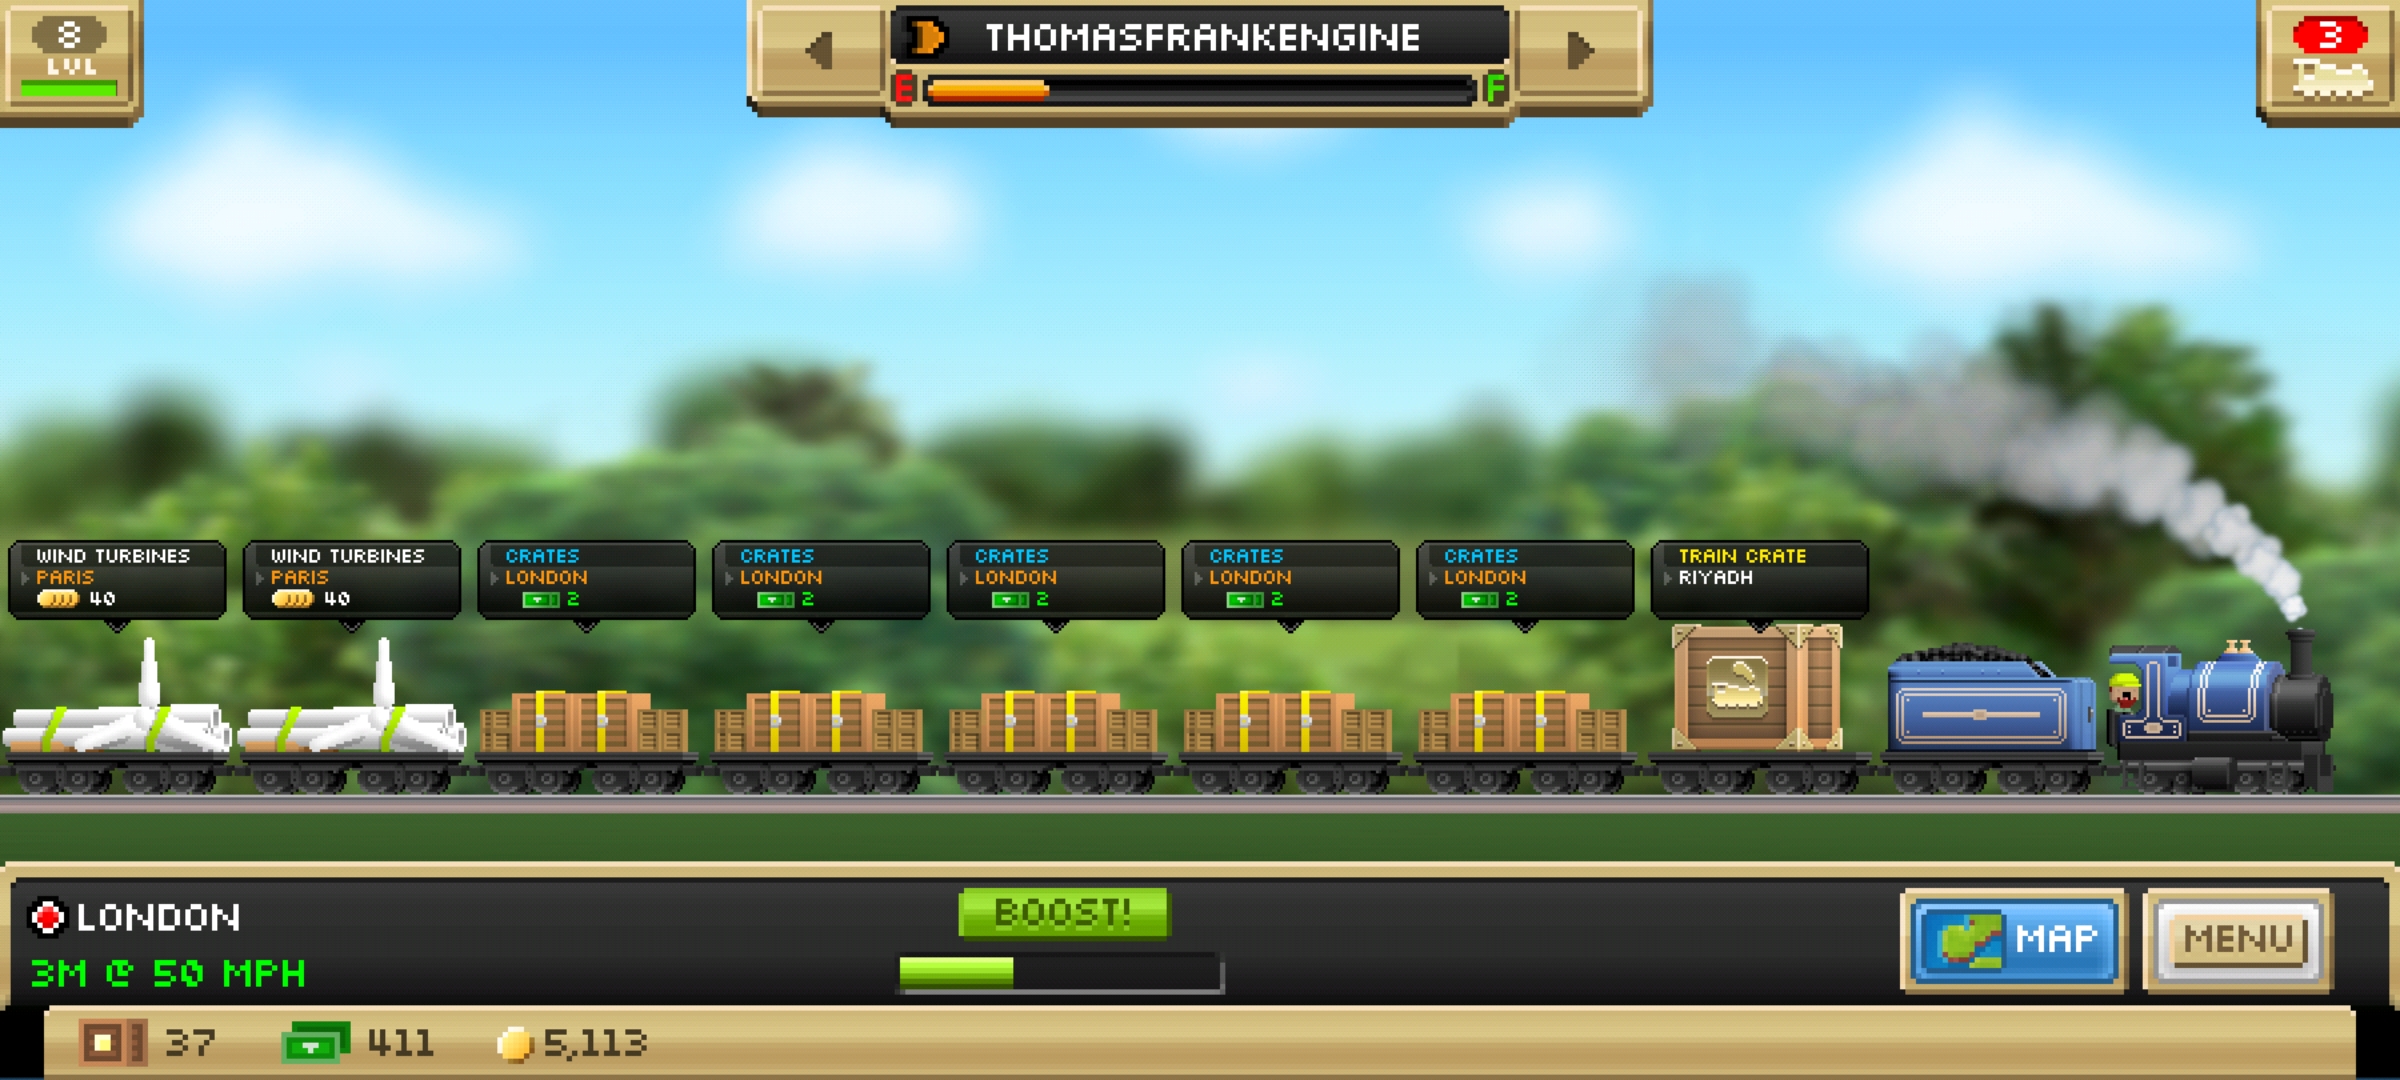 8
LVL
THOMASFRANKENGINE
E F
3
WIND TURBINES
PARIS
40
WIND TURBINES
PARIS
40
CRATES
LONDON
2
CRATES
LONDON
2
CRATES
LONDON
2
CRATES
LONDON
2
CRATES
LONDON
2
TRAIN CRATE
RIYADH
LONDON
3M @ 50 MPH
BOOST!
MAP
MENU
37
411
5,113